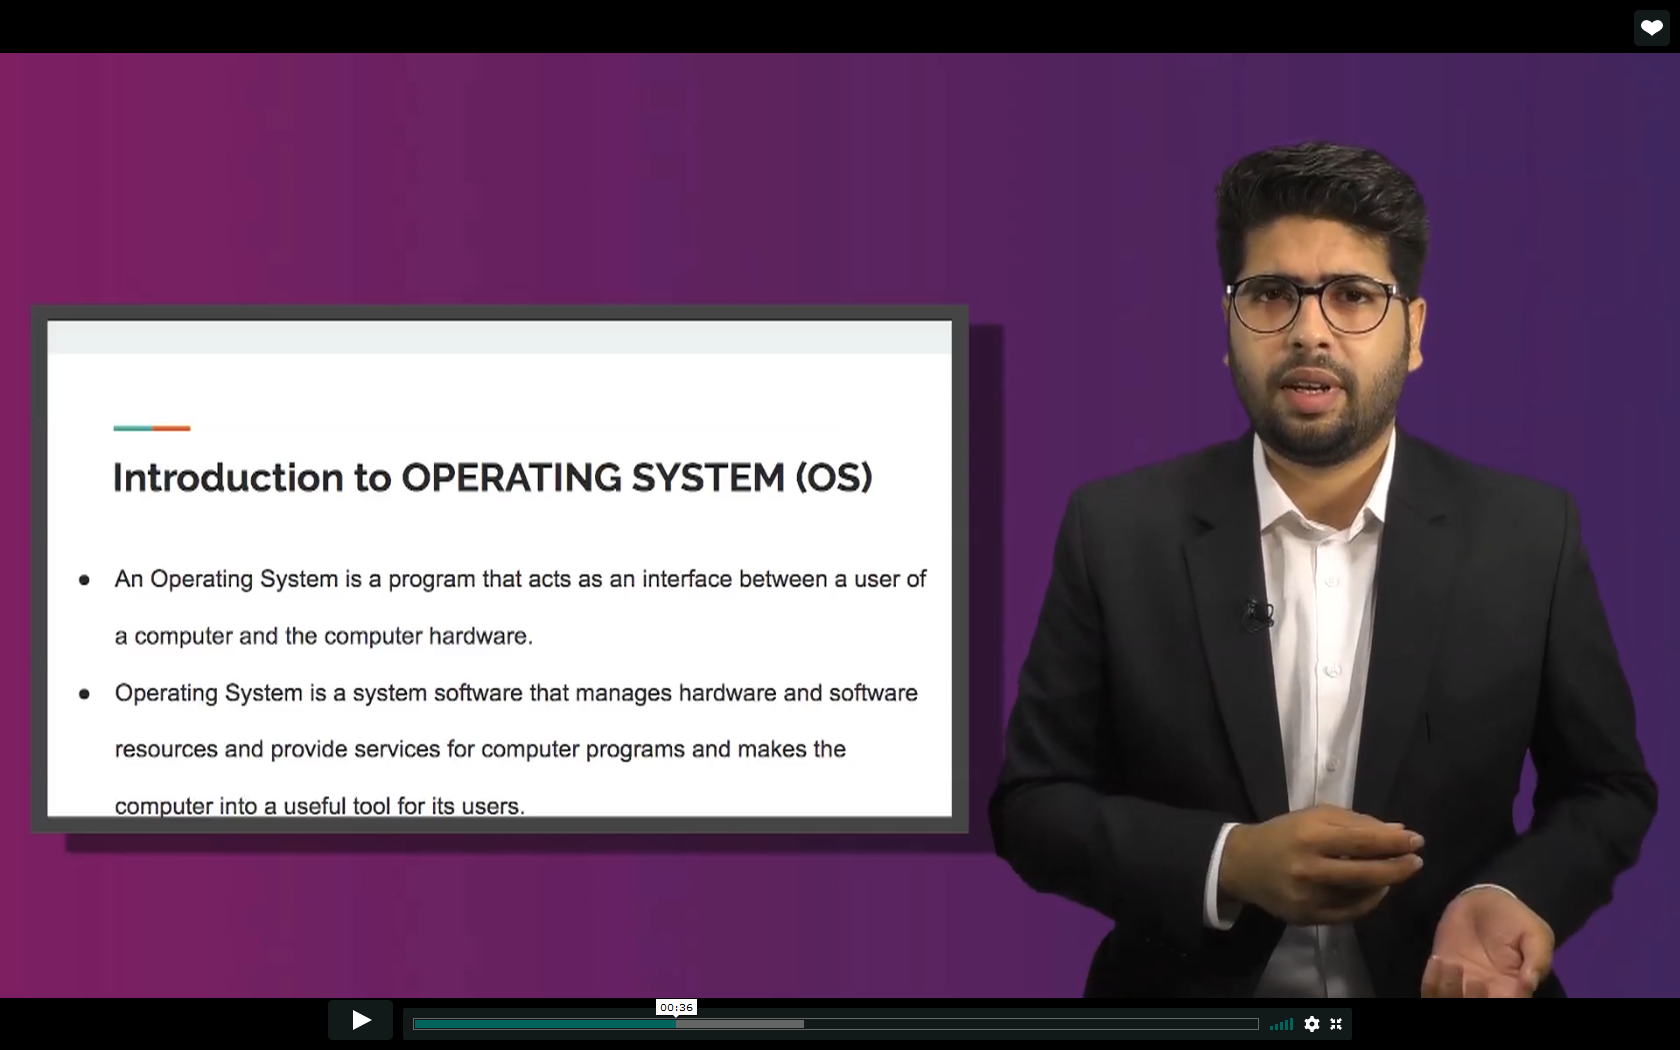 Introduction to OPERATING SYSTEM (OS)
● An Operating System is a program that acts as an interface between a user of
a computer and the computer hardware.
● Operating System is a system software that manages hardware and software
resources and provide services for computer programs and makes the
computer into a useful tool for its users.
00:36